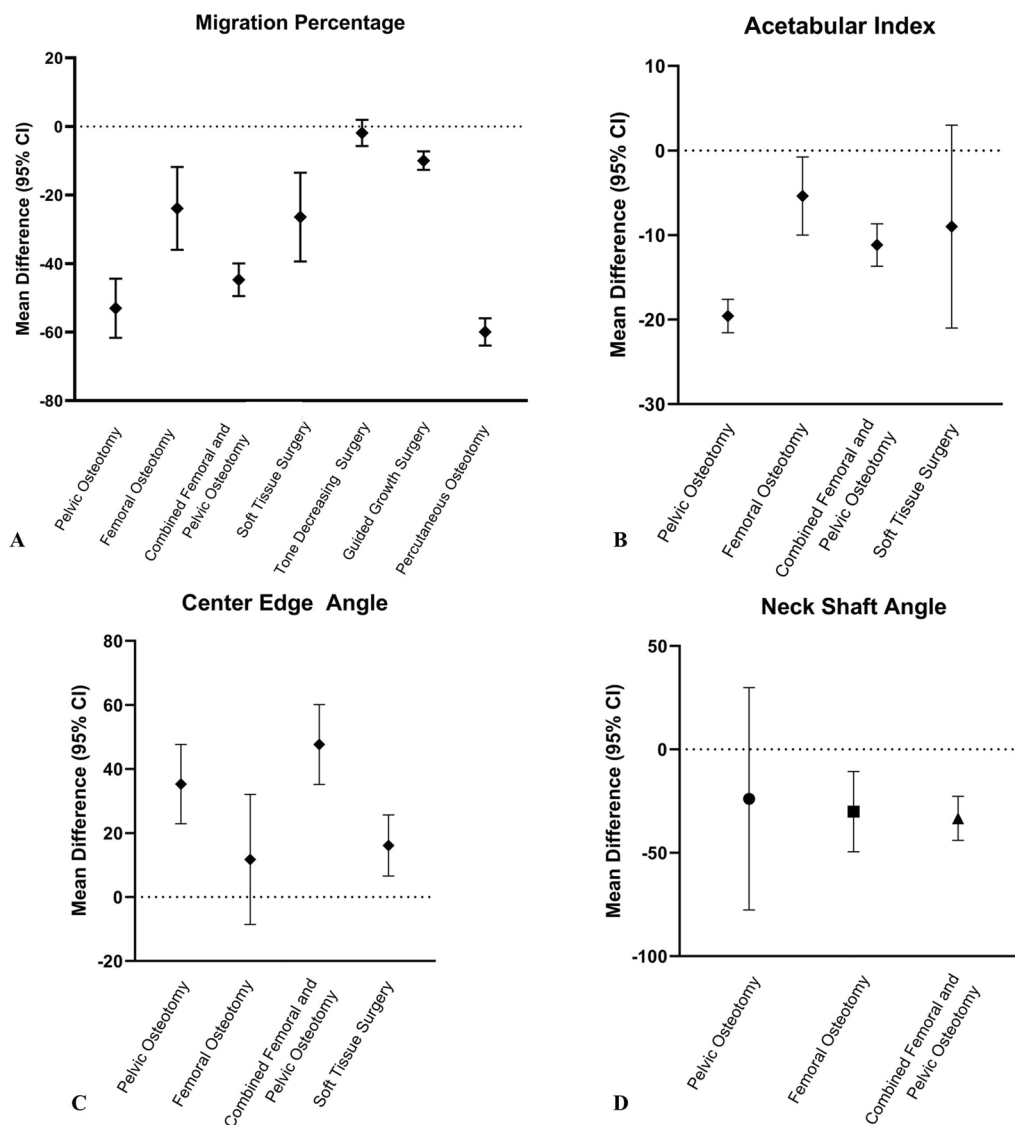 Migration Percentage
Mean Difference (95% CI)
20
0
-20
-40
-60
-80
Pelvic Osteotomy
Femoral Osteotomy
Combined Femoral and
Pelvic Osteotomy
Soft Tissue Surgery
Tone Decreasing Surgery
Guided Growth Surgery
Percutaneous Osteotomy
A
Acetabular Index
Mean Difference (95% CI)
10
0
-10
-20
-30
Pelvic Osteotomy
Femoral Osteotomy
Combined Femoral and
Pelvic Osteotomy
Soft Tissue Surgery
B
Center Edge Angle
Mean Difference (95% CI)
80
60
40
20
0
-20
Pelvic Osteotomy
Femoral Osteotomy
Combined Femoral and
Pelvic Osteotomy
Soft Tissue Surgery
C
Neck Shaft Angle
Mean Difference (95% CI)
50
0
-50
-100
Pelvic Osteotomy
Femoral Osteotomy
Combined Femoral and
Pelvic Osteotomy
D